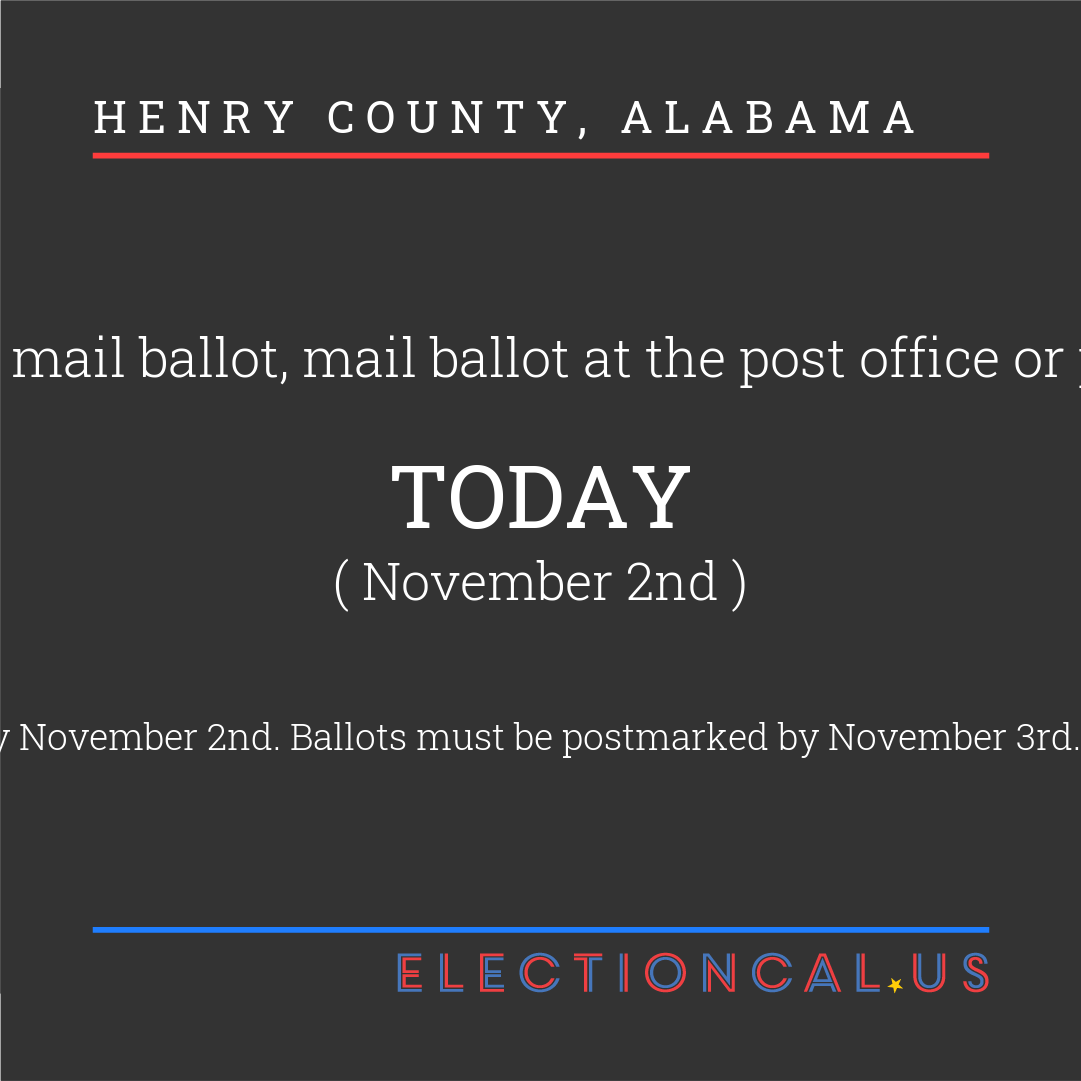 HENRY COUNTY, ALABAMA
mail ballot, mail ballot at the post office or
TODAY
( November 2nd )
November 2nd. Ballots must be postmarked by November 3rd.
ELECTIONCAL.US